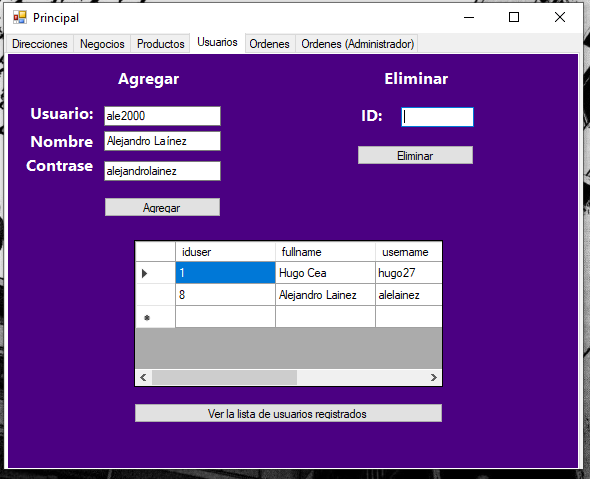 Principal
Direcciones Negocios Productos Usuarios Ordenes Ordenes (Administrador)
Agregar Eliminar
Usuario: ale2000 ID:
Nombre Alejandro Laínez
Contrase alejandrolainez
Eliminar
Agregar
iduser fullname username
1 Hugo Cea hugo27
8 Alejandro Lainez alelainez
Ver la lista de usuarios registrados